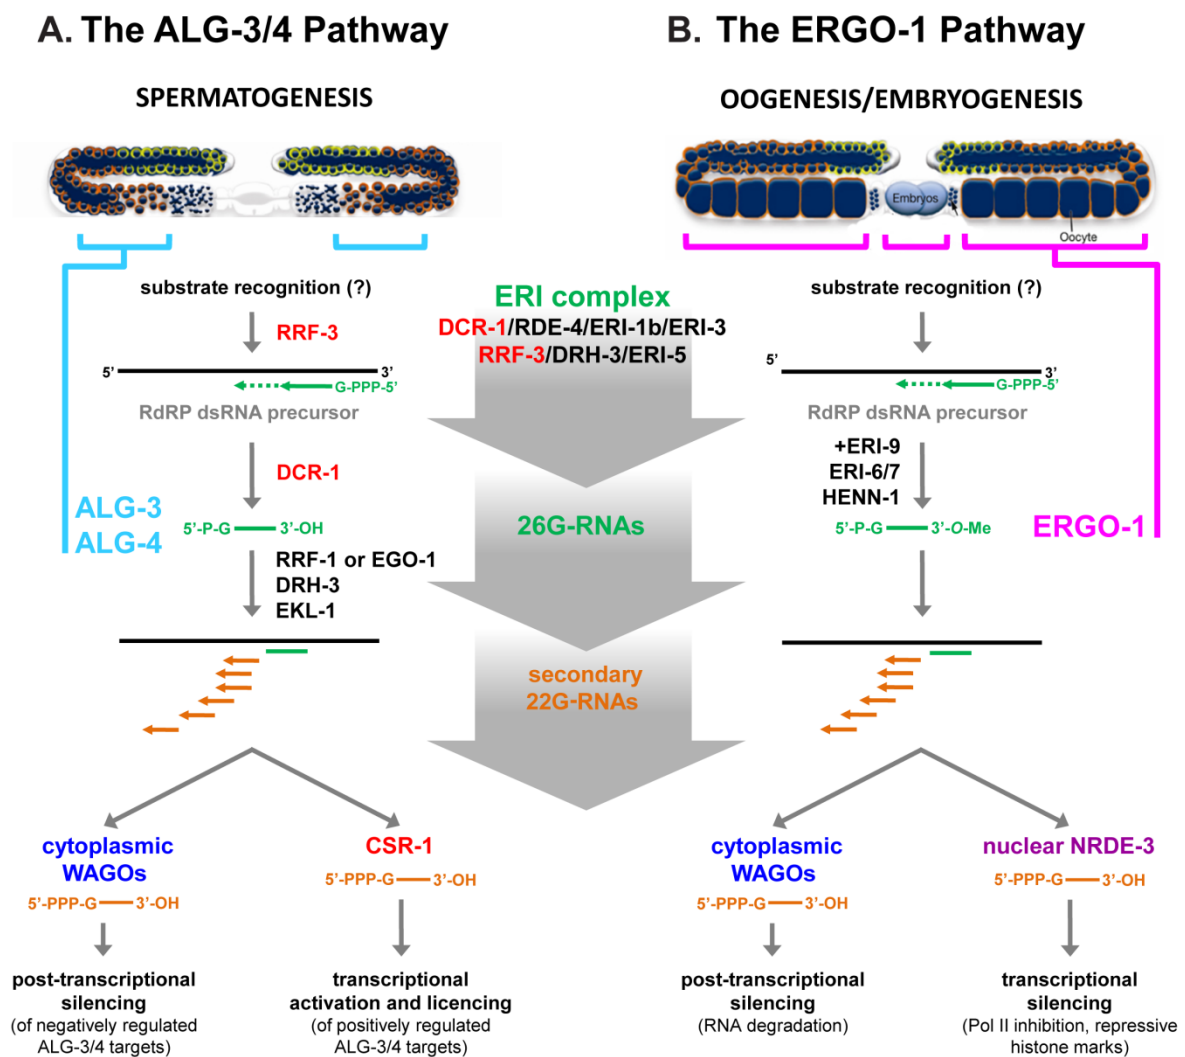 A. The ALG-3/4 Pathway
SPERMATOGENESIS
substrate recognition (?)
RRF-3
5’
3’
G-PPP-5’
RdRP dsRNA precursor
DCR-1
ALG-3
ALG-4
5’-P-G
3’-OH
RRF-1 or EGO-1
DRH-3
EKL-1
cytoplasmic
WAGOs
5’-PPP-G
3’-OH
post-transcriptional
silencing
(of negatively regulated
ALG-3/4 targets)
CSR-1
5’-PPP-G
3’-OH
transcriptional
activation and licencing
(of positively regulated
ALG-3/4 targets)
ERI complex
DCR-1/RDE-4/ERI-1b/ERI-3
RRF-3/DRH-3/ERI-5
26G-RNAs
secondary
22G-RNAs
B. The ERGO-1 Pathway
OOGENESIS/EMBRYOGENESIS
Embryos
Oocyte
substrate recognition (?)
5’
3’
G-PPP-5’
RdRP dsRNA precursor
+ERI-9
ERI-6/7
HENN-1
ERGO-1
5’-P-G
3’-O-Me
cytoplasmic
WAGOs
5’-PPP-G
3’-OH
post-transcriptional
silencing
(RNA degradation)
nuclear NRDE-3
5’-PPP-G
3’-OH
transcriptional
silencing
(Pol II inhibition, repressive
histone marks)